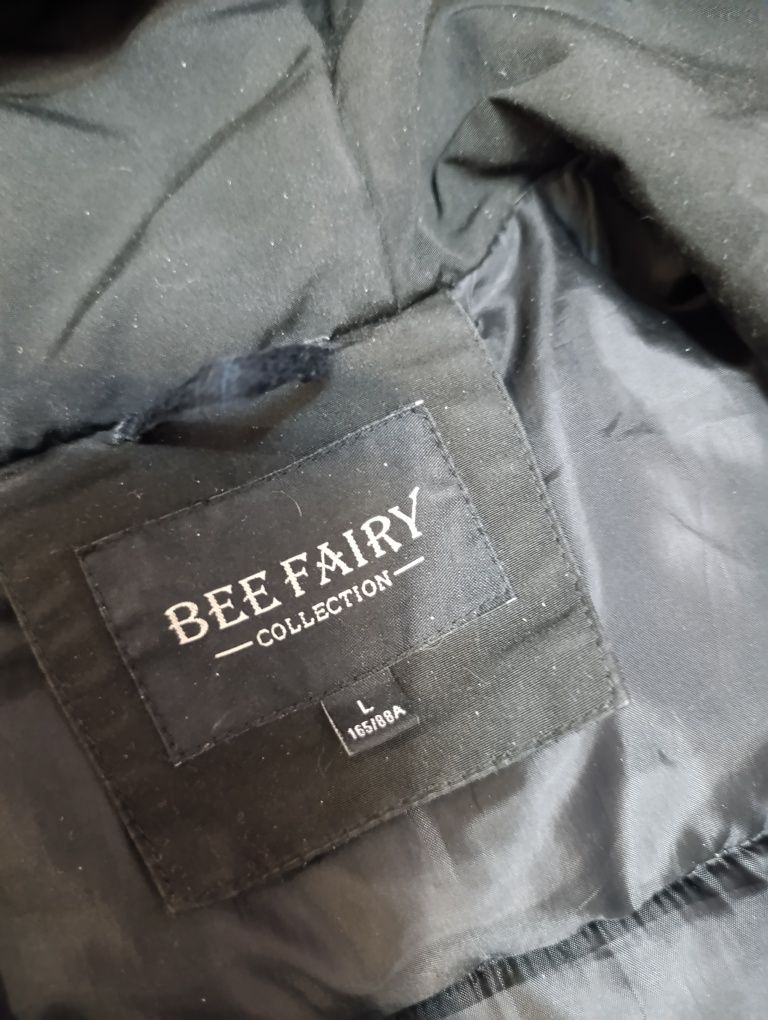 BEE FAIRY
COLLECTION
L
165/88A